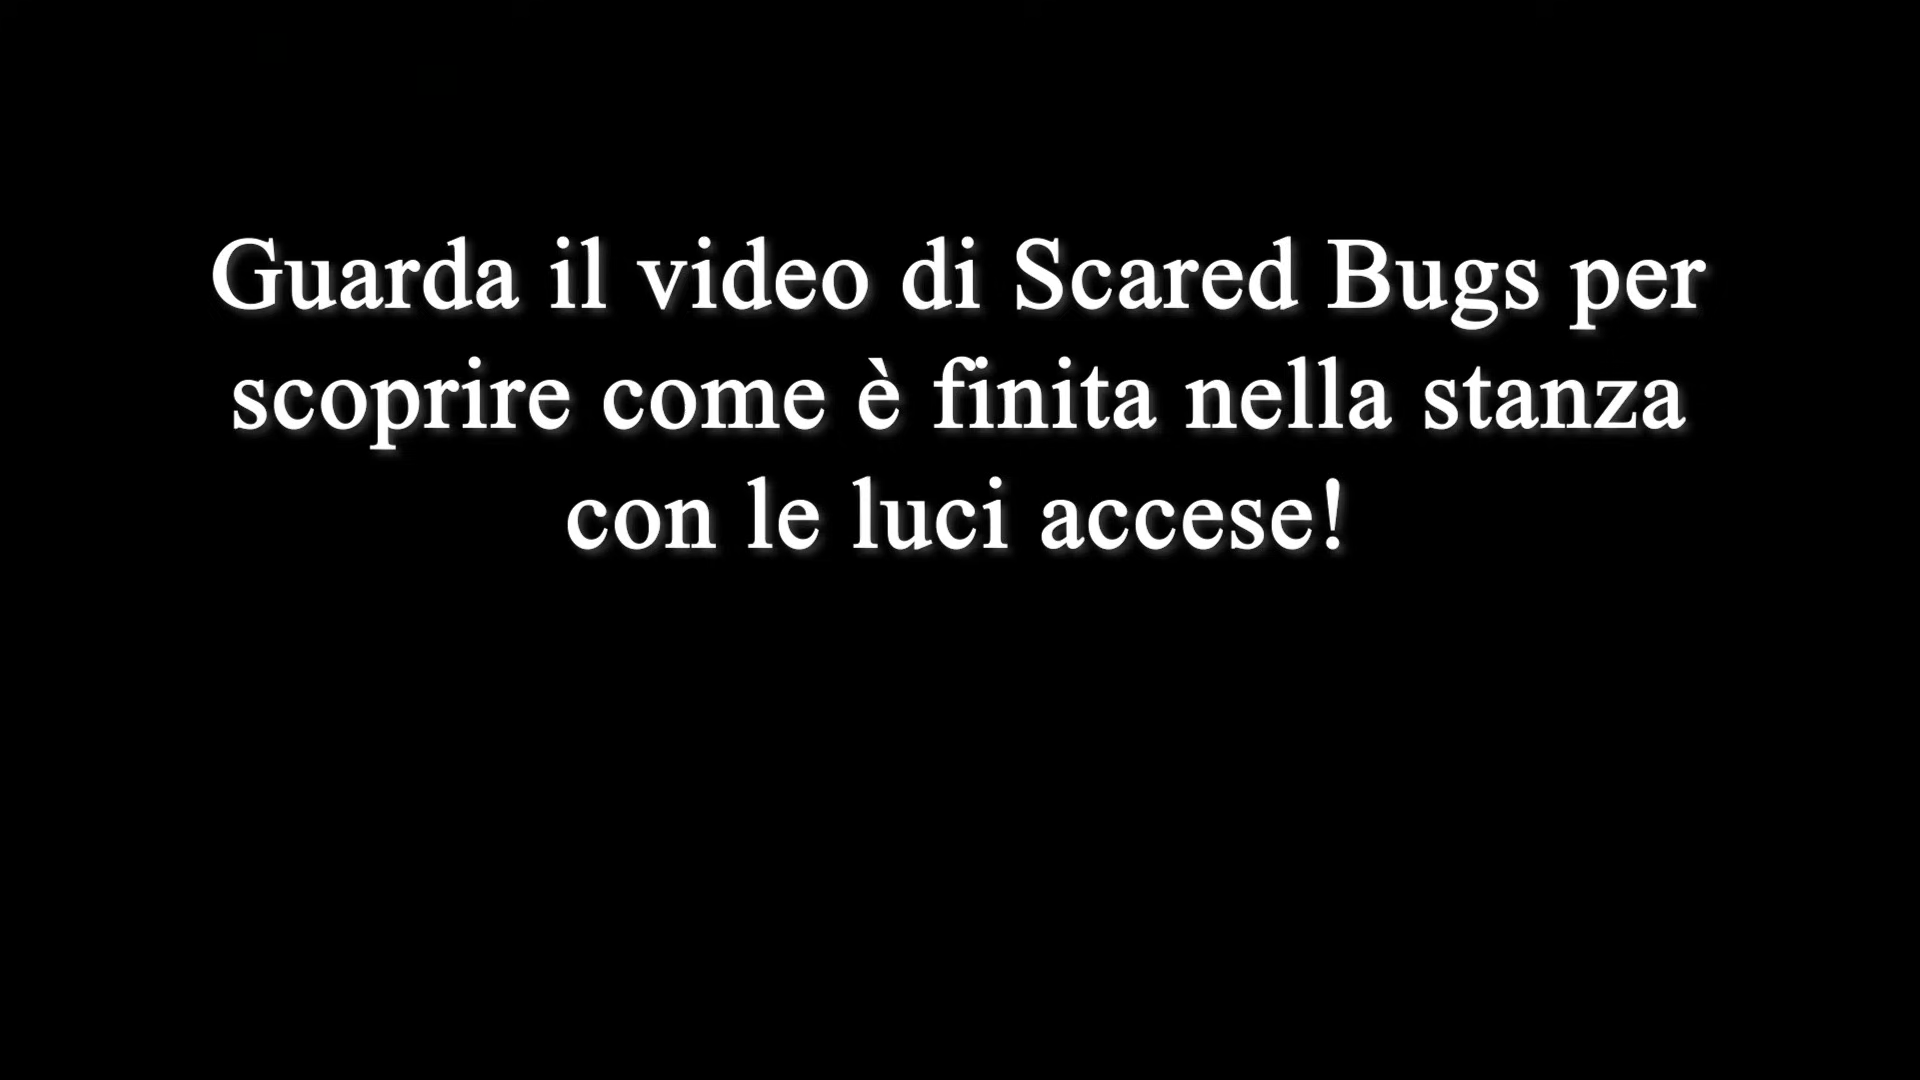 Guarda il video di Scared Bugs per
scoprire come è finita nella stanza
con le luci accese!